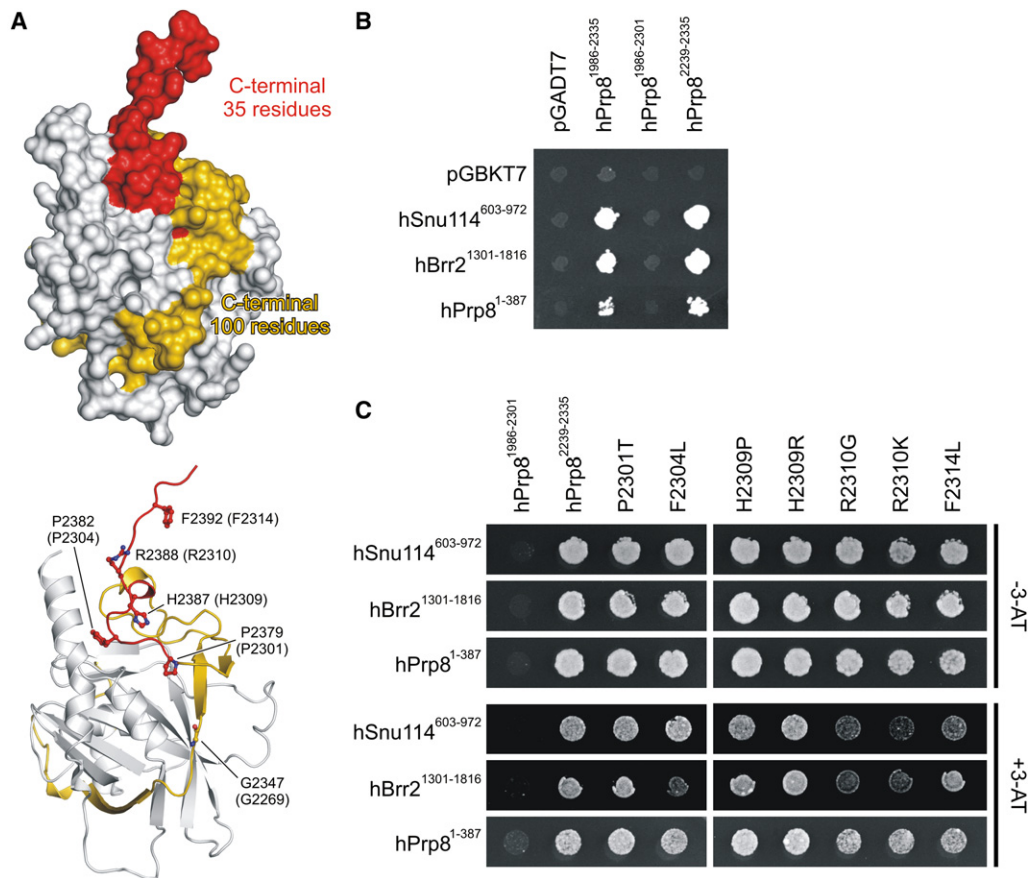 A
C-terminal
35 residues
C-terminal
100 residues
P2382
(P2304)
F2392 (F2314)
R2388 (R2310)
H2387 (H2309)
P2379
(P2301)
G2347
(G2269)
B
pGADT7
hPrp8^1986-2335
hPrp8^1986-2301
hPrp8^2239-2335
pGBKT7
hSnu114^603-972
hBrr2^1301-1816
hPrp8^1-387
C
hPrp8^1986-2301
hPrp8^2239-2335
P2301T
F2304L
H2309P
H2309R
R2310G
R2310K
F2314L
hSnu114^603-972
hBrr2^1301-1816
hPrp8^1-387
-3-AT
hSnu114^603-972
hBrr2^1301-1816
hPrp8^1-387
+3-AT